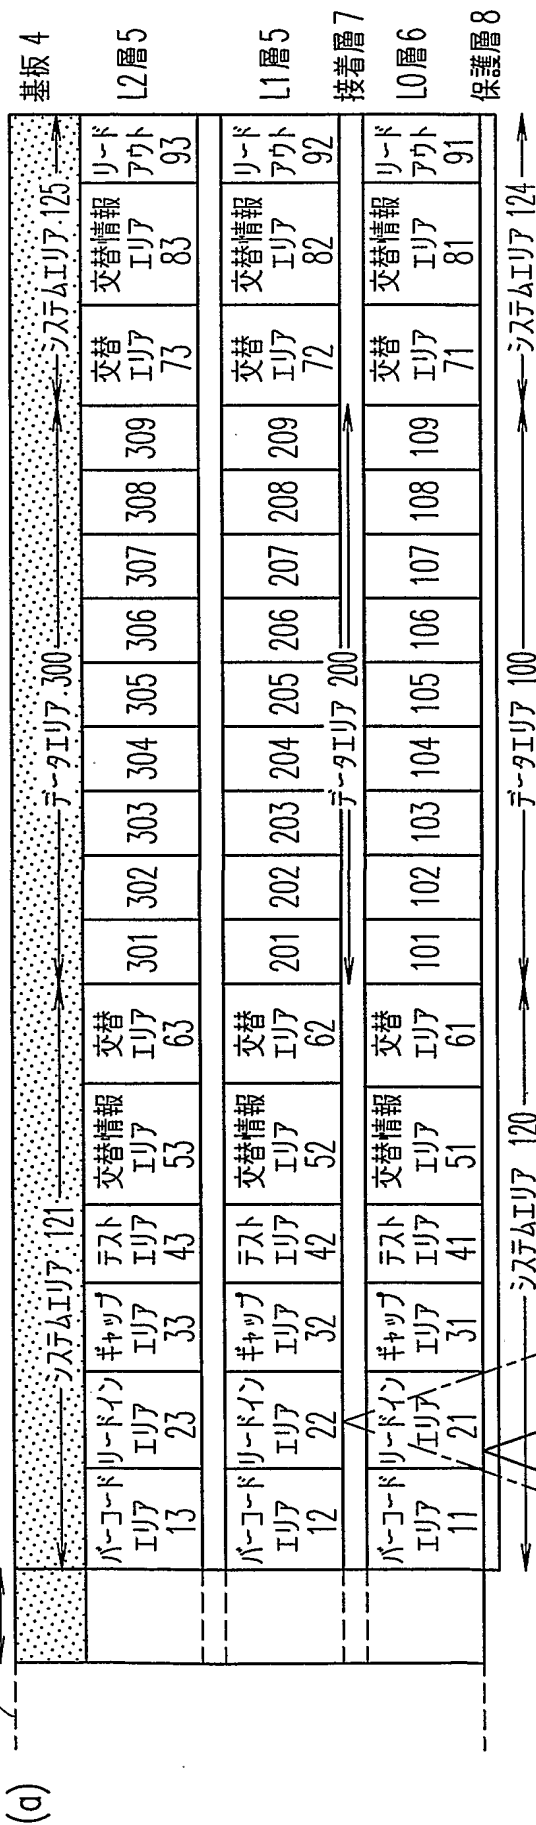 (a)
基板 4
システムエリア 121
データエリア 300
システムエリア 125
バーコード
エリア
13
リードイン
エリア
23
ギャップ
エリア
33
テスト
エリア
43
交替情報
エリア
53
交替
エリア
63
301
302
303
304
305
306
307
308
309
交替
エリア
73
交替情報
エリア
83
リード
アウト
93
L2層5
バーコード
エリア
12
リードイン
エリア
22
ギャップ
エリア
32
テスト
エリア
42
交替情報
エリア
52
交替
エリア
62
201
202
203
204
205
206
207
208
209
交替
エリア
72
交替情報
エリア
82
リード
アウト
92
L1層5
データエリア 200
接着層7
バーコード
エリア
11
リードイン
エリア
21
ギャップ
エリア
31
テスト
エリア
41
交替情報
エリア
51
交替
エリア
61
101
102
103
104
105
106
107
108
109
交替
エリア
71
交替情報
エリア
81
リード
アウト
91
L0層6
保護層8
システムエリア 120
データエリア 100
システムエリア 124